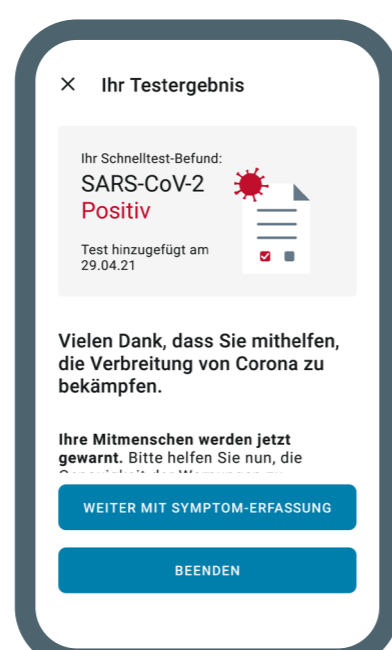 Ihr Testergebnis
Ihr Schnelltest-Befund:
SARS-CoV-2
Positiv
Test hinzugefügt am
29.04.21
Vielen Dank, dass Sie mithelfen,
die Verbreitung von Corona zu
bekämpfen.
Ihre Mitmenschen werden jetzt
gewarnt. Bitte helfen Sie nun, die
WEITER MIT SYMPTOM-ERFASSUNG
BEENDEN